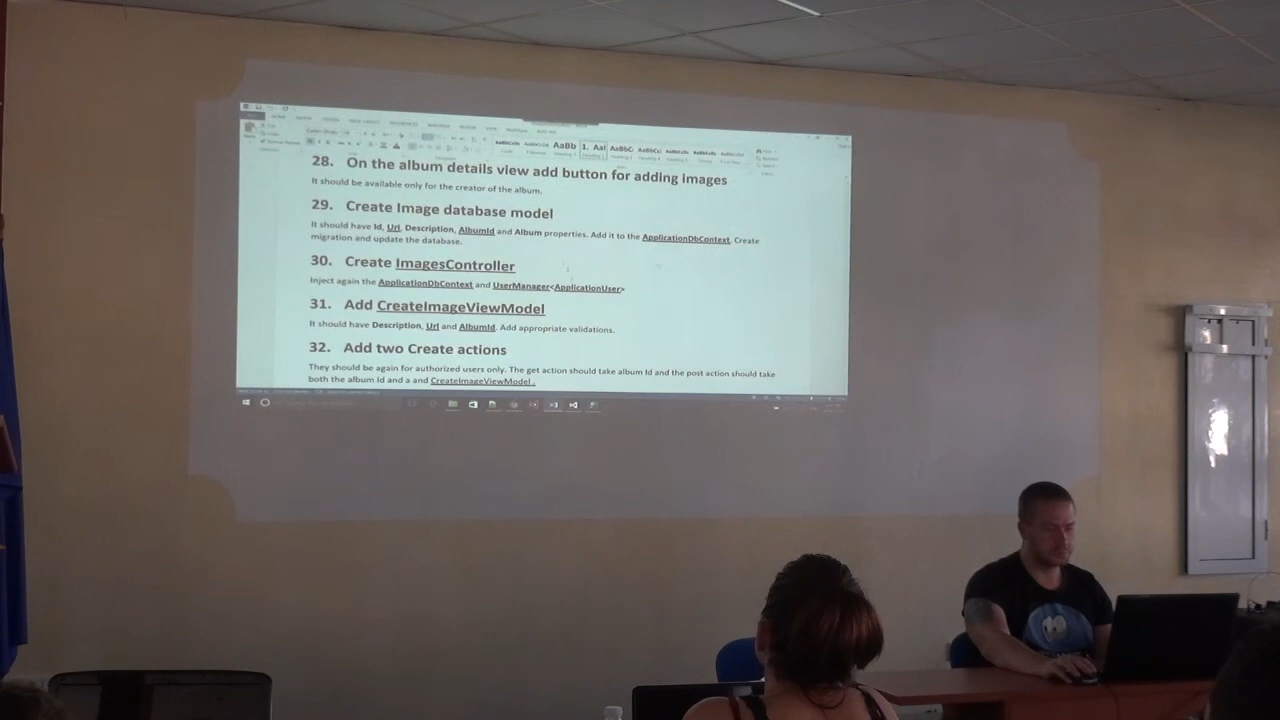 28. On the album details view add button for adding images
It should be available only for the creator of the album.
29. Create Image database model
It should have Id, Url, Description, AlbumId and Album properties. Add it to the ApplicationDbContext. Create
migration and update the database.
30. Create ImagesController
Inject again the ApplicationDbContext and UserManager<ApplicationUser>
31. Add CreateImageViewModel
It should have Description, Url and AlbumId. Add appropriate validations.
32. Add two Create actions
They should be again for authorized users only. The get action should take album Id and the post action should take
both the album Id and a and CreateImageViewModel.